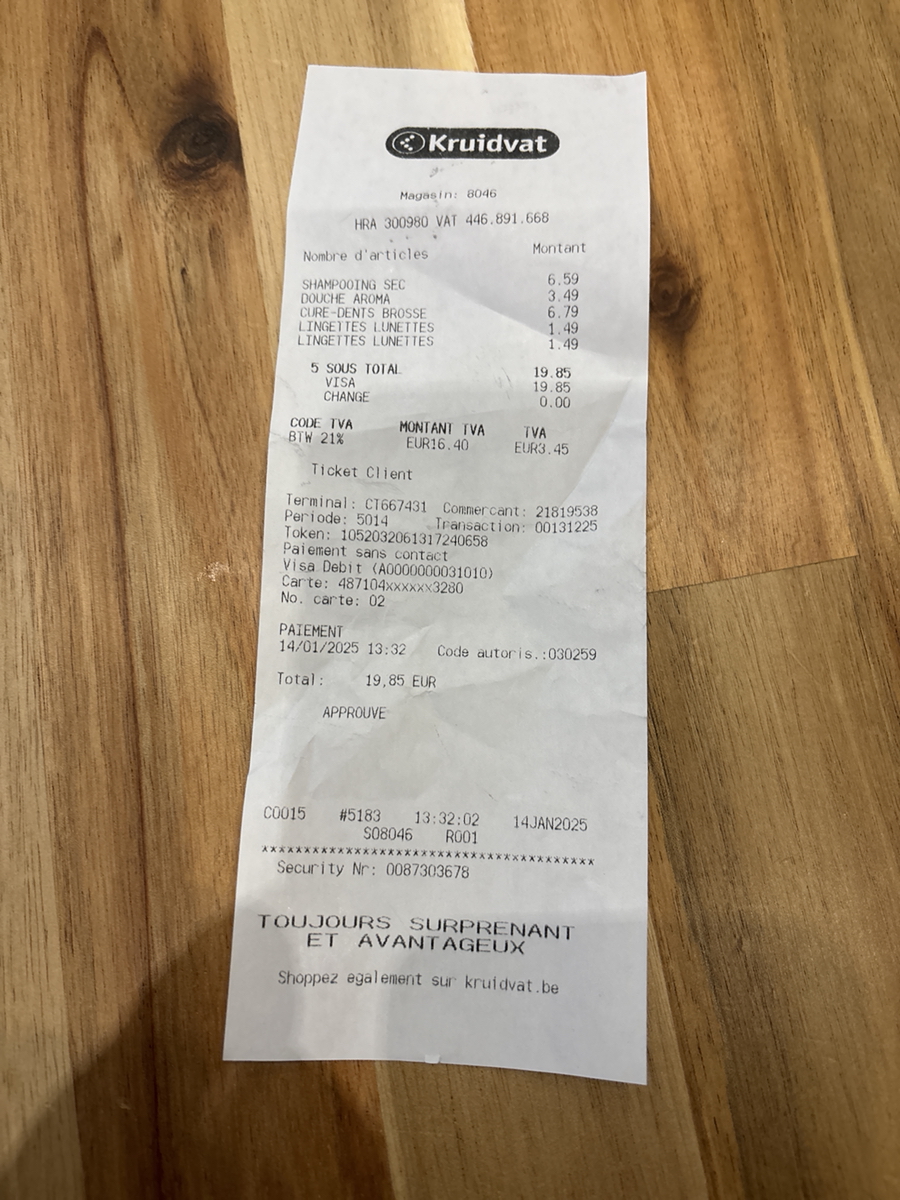 Kruidvat
Magasin: 8046
HRA 300980 VAT 446.891.668
Nombre d'articles Montant
SHAMPOOING SEC 6.59
DOUCHE AROMA 3.49
CURE-DENTS BROSSE 6.79
LINGETTES LUNETTES 1.49
LINGETTES LUNETTES 1.49
5 SOUS TOTAL 19.85
VISA 19.85
CHANGE 0.00
CODE TVA MONTANT TVA TVA
BTW 21% EUR16.40 EUR3.45
Ticket Client
Terminal: CT667431 Commercant: 21819538
Periode: 5014 Transaction: 00131225
Token: 1052032061317240658
Paiement sans contact
Visa Debit (A0000000031010)
Carte: 487104xxxxxx3280
No. carte: 02
PAIEMENT
14/01/2025 13:32 Code autoris.:030259
Total: 19,85 EUR
APPROUVE
C0015 #5183 13:32:02 14JAN2025
S08046 R001
****************************************
Security Nr: 0087303678
TOUJOURS SURPRENANT
ET AVANTAGEUX
Shoppez egalement sur kruidvat.be